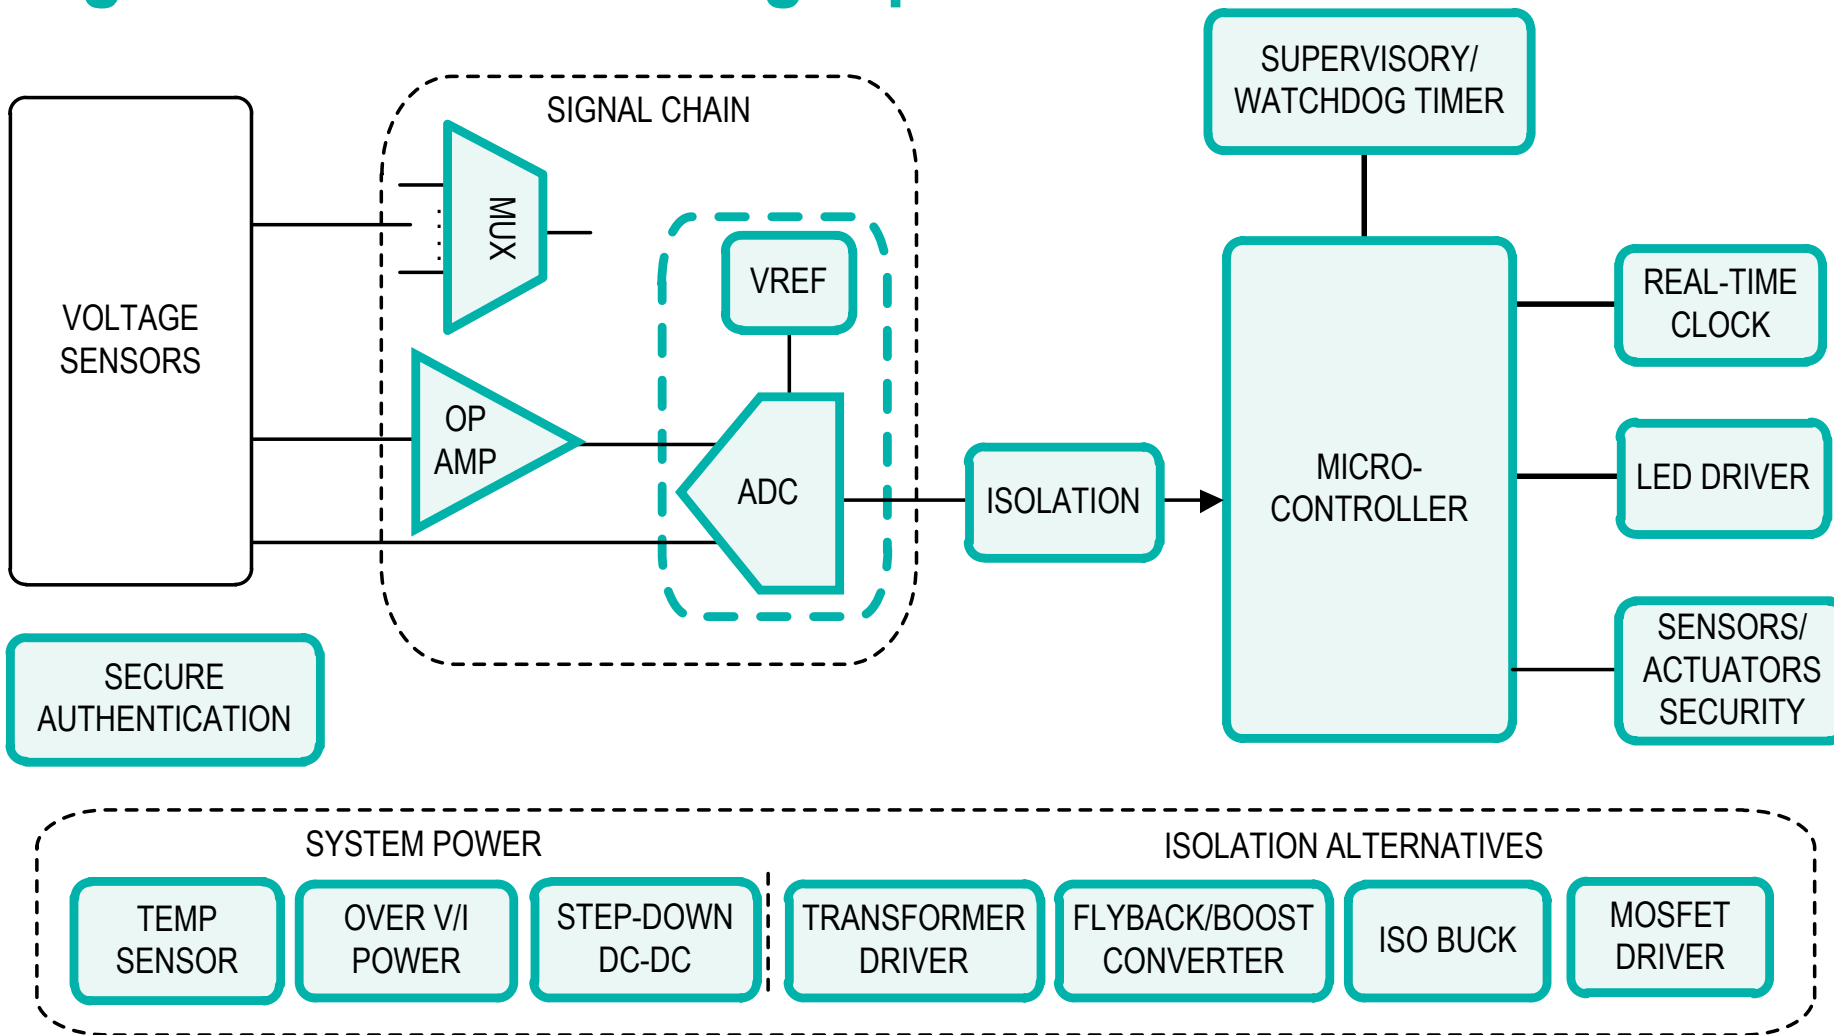 SUPERVISORY/
WATCHDOG TIMER
SIGNAL CHAIN
MUX
VREF
VOLTAGE
SENSORS
OP
AMP
ADC
ISOLATION
MICRO-
CONTROLLER
REAL-TIME
CLOCK
LED DRIVER
SENSORS/
ACTUATORS
SECURITY
SECURE
AUTHENTICATION
SYSTEM POWER
TEMP
SENSOR
OVER V/I
POWER
STEP-DOWN
DC-DC
ISOLATION ALTERNATIVES
TRANSFORMER
DRIVER
FLYBACK/BOOST
CONVERTER
ISO BUCK
MOSFET
DRIVER